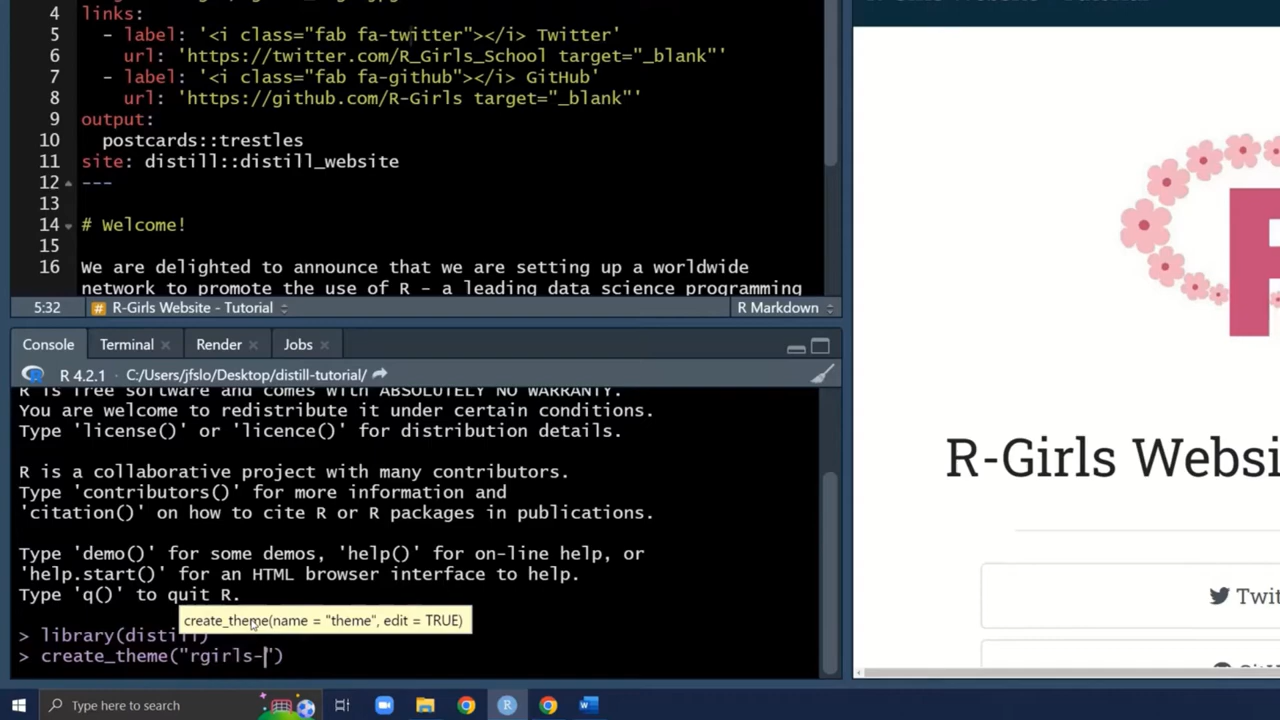 4 links:
5 - label: '<i class="fab fa-twitter"></i> Twitter'
6 url: 'https://twitter.com/R_Girls_School target="_blank"'
7 - label: '<i class="fab fa-github"></i> GitHub'
8 url: 'https://github.com/R-Girls target="_blank"'
9 output:
10 postcards::trestles
11 site: distill::distill_website
12 ---
13
14 # Welcome!
15
16 We are delighted to announce that we are setting up a worldwide
network to promote the use of R - a leading data science programming
5:32 # R-Girls Website - Tutorial R Markdown
Console Terminal Render Jobs
R 4.2.1 · C:/Users/jfslo/Desktop/distill-tutorial/
R is free software and comes with ABSOLUTELY NO WARRANTY.
You are welcome to redistribute it under certain conditions.
Type 'license()' or 'licence()' for distribution details.
R is a collaborative project with many contributors.
Type 'contributors()' for more information and
'citation()' on how to cite R or R packages in publications.
Type 'demo()' for some demos, 'help()' for on-line help, or
'help.start()' for an HTML browser interface to help.
Type 'q()' to quit R.
create_theme(name = "theme", edit = TRUE)
> library(distill)
> create_theme("rgirls-")
R-Girls Websi
Twit
Type here to search